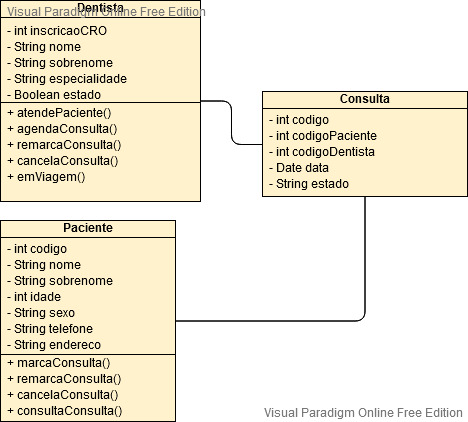 Visual Paradigm Online Free Edition
Dentista
- int inscricaoCRO
- String nome
- String sobrenome
- String especialidade
- Boolean estado
+ atendePaciente()
+ agendaConsulta()
+ remarcaConsulta()
+ cancelaConsulta()
+ emViagem()
Consulta
- int codigo
- int codigoPaciente
- int codigoDentista
- Date data
- String estado
Paciente
- int codigo
- String nome
- String sobrenome
- int idade
- String sexo
- String telefone
- String endereco
+ marcaConsulta()
+ remarcaConsulta()
+ cancelaConsulta()
+ consultaConsulta()
Visual Paradigm Online Free Edition